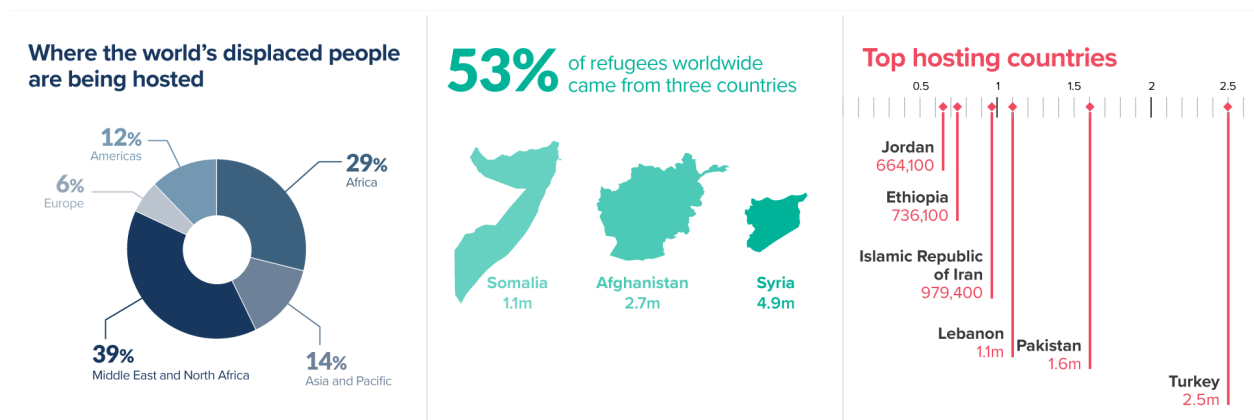 Where the world's displaced people
are being hosted
12%
Americas
6%
Europe
29%
Africa
39%
Middle East and North Africa
14%
Asia and Pacific
53%
of refugees worldwide
came from three countries
Somalia
1.1m
Afghanistan
2.7m
Syria
4.9m
Top hosting countries
0.5 1 1.5 2 2.5
Jordan
664,100
Ethiopia
736,100
Islamic Republic
of Iran
979,400
Lebanon
1.1m
Pakistan
1.6m
Turkey
2.5m